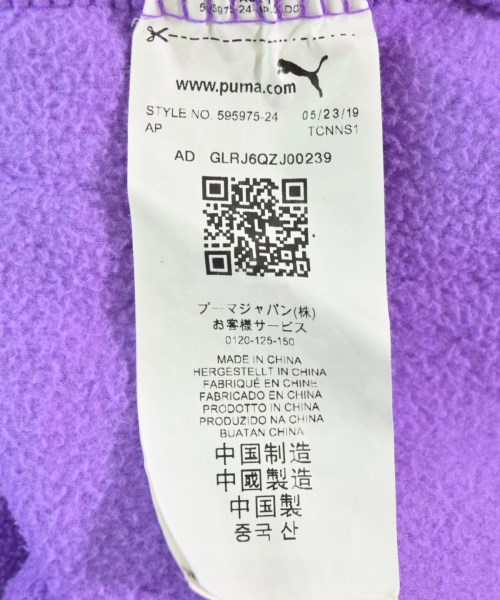 www.puma.com
STYLE NO. 595975-24 05/23/19
AP TCNNS1
AD GLRJ6QZJ00239
プーマジャパン(株)
お客様サービス
0120-125-150
MADE IN CHINA
HERGESTELLT IN CHINA
FABRIQUÉ EN CHINE
FABRICADO EN CHINA
PRODOTTO IN CHINA
PRODUZIDO NA CHINA
BUATAN CHINA
中国制造
中國製造
中国製
중국 산